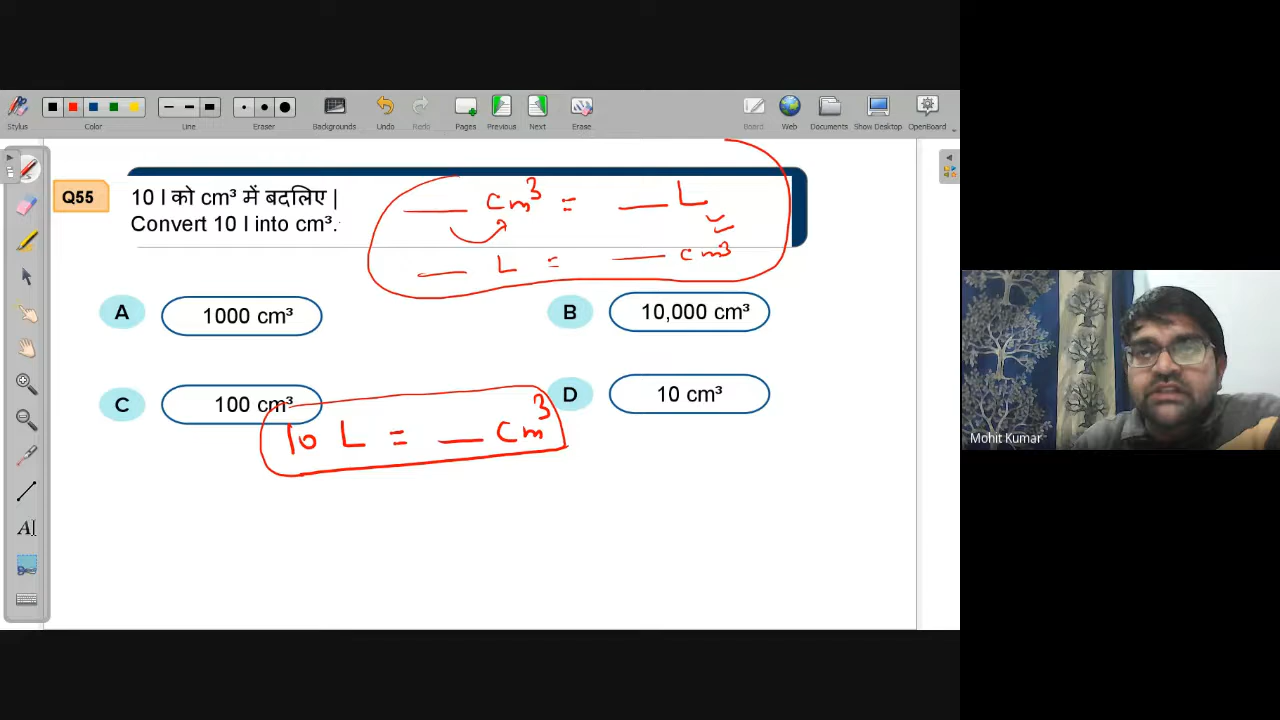 Stylus Color Line Eraser Backgrounds Undo Redo Pages Previous Next Erase Board Web Documents Show Desktop OpenBoard
Q55
10 l को cm³ में बदलिए |
Convert 10 l into cm³.
__ cm³ = __ L
__ L = __ cm³
A 1000 cm³
B 10,000 cm³
C 100 cm³
D 10 cm³
10 L = __ cm³
Mohit Kumar